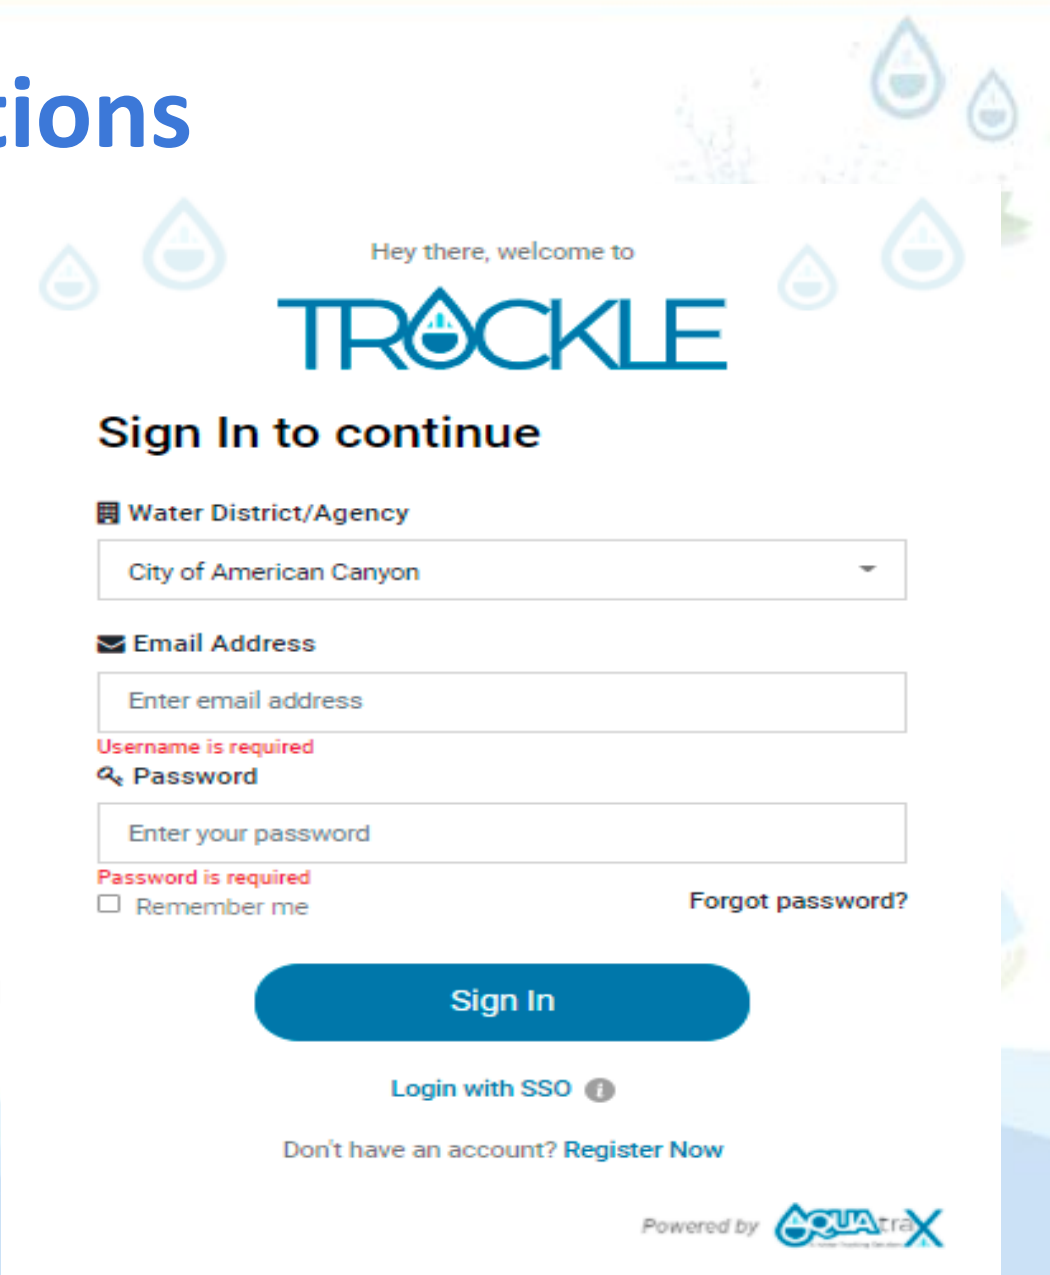 tions
Hey there, welcome to
TRACKLE
Sign In to continue
Water District/Agency
City of American Canyon
Email Address
Enter email address
Username is required
Password
Enter your password
Password is required
Remember me
Forgot password?
Sign In
Login with SSO
Don't have an account? Register Now
Powered by AQUAtraX